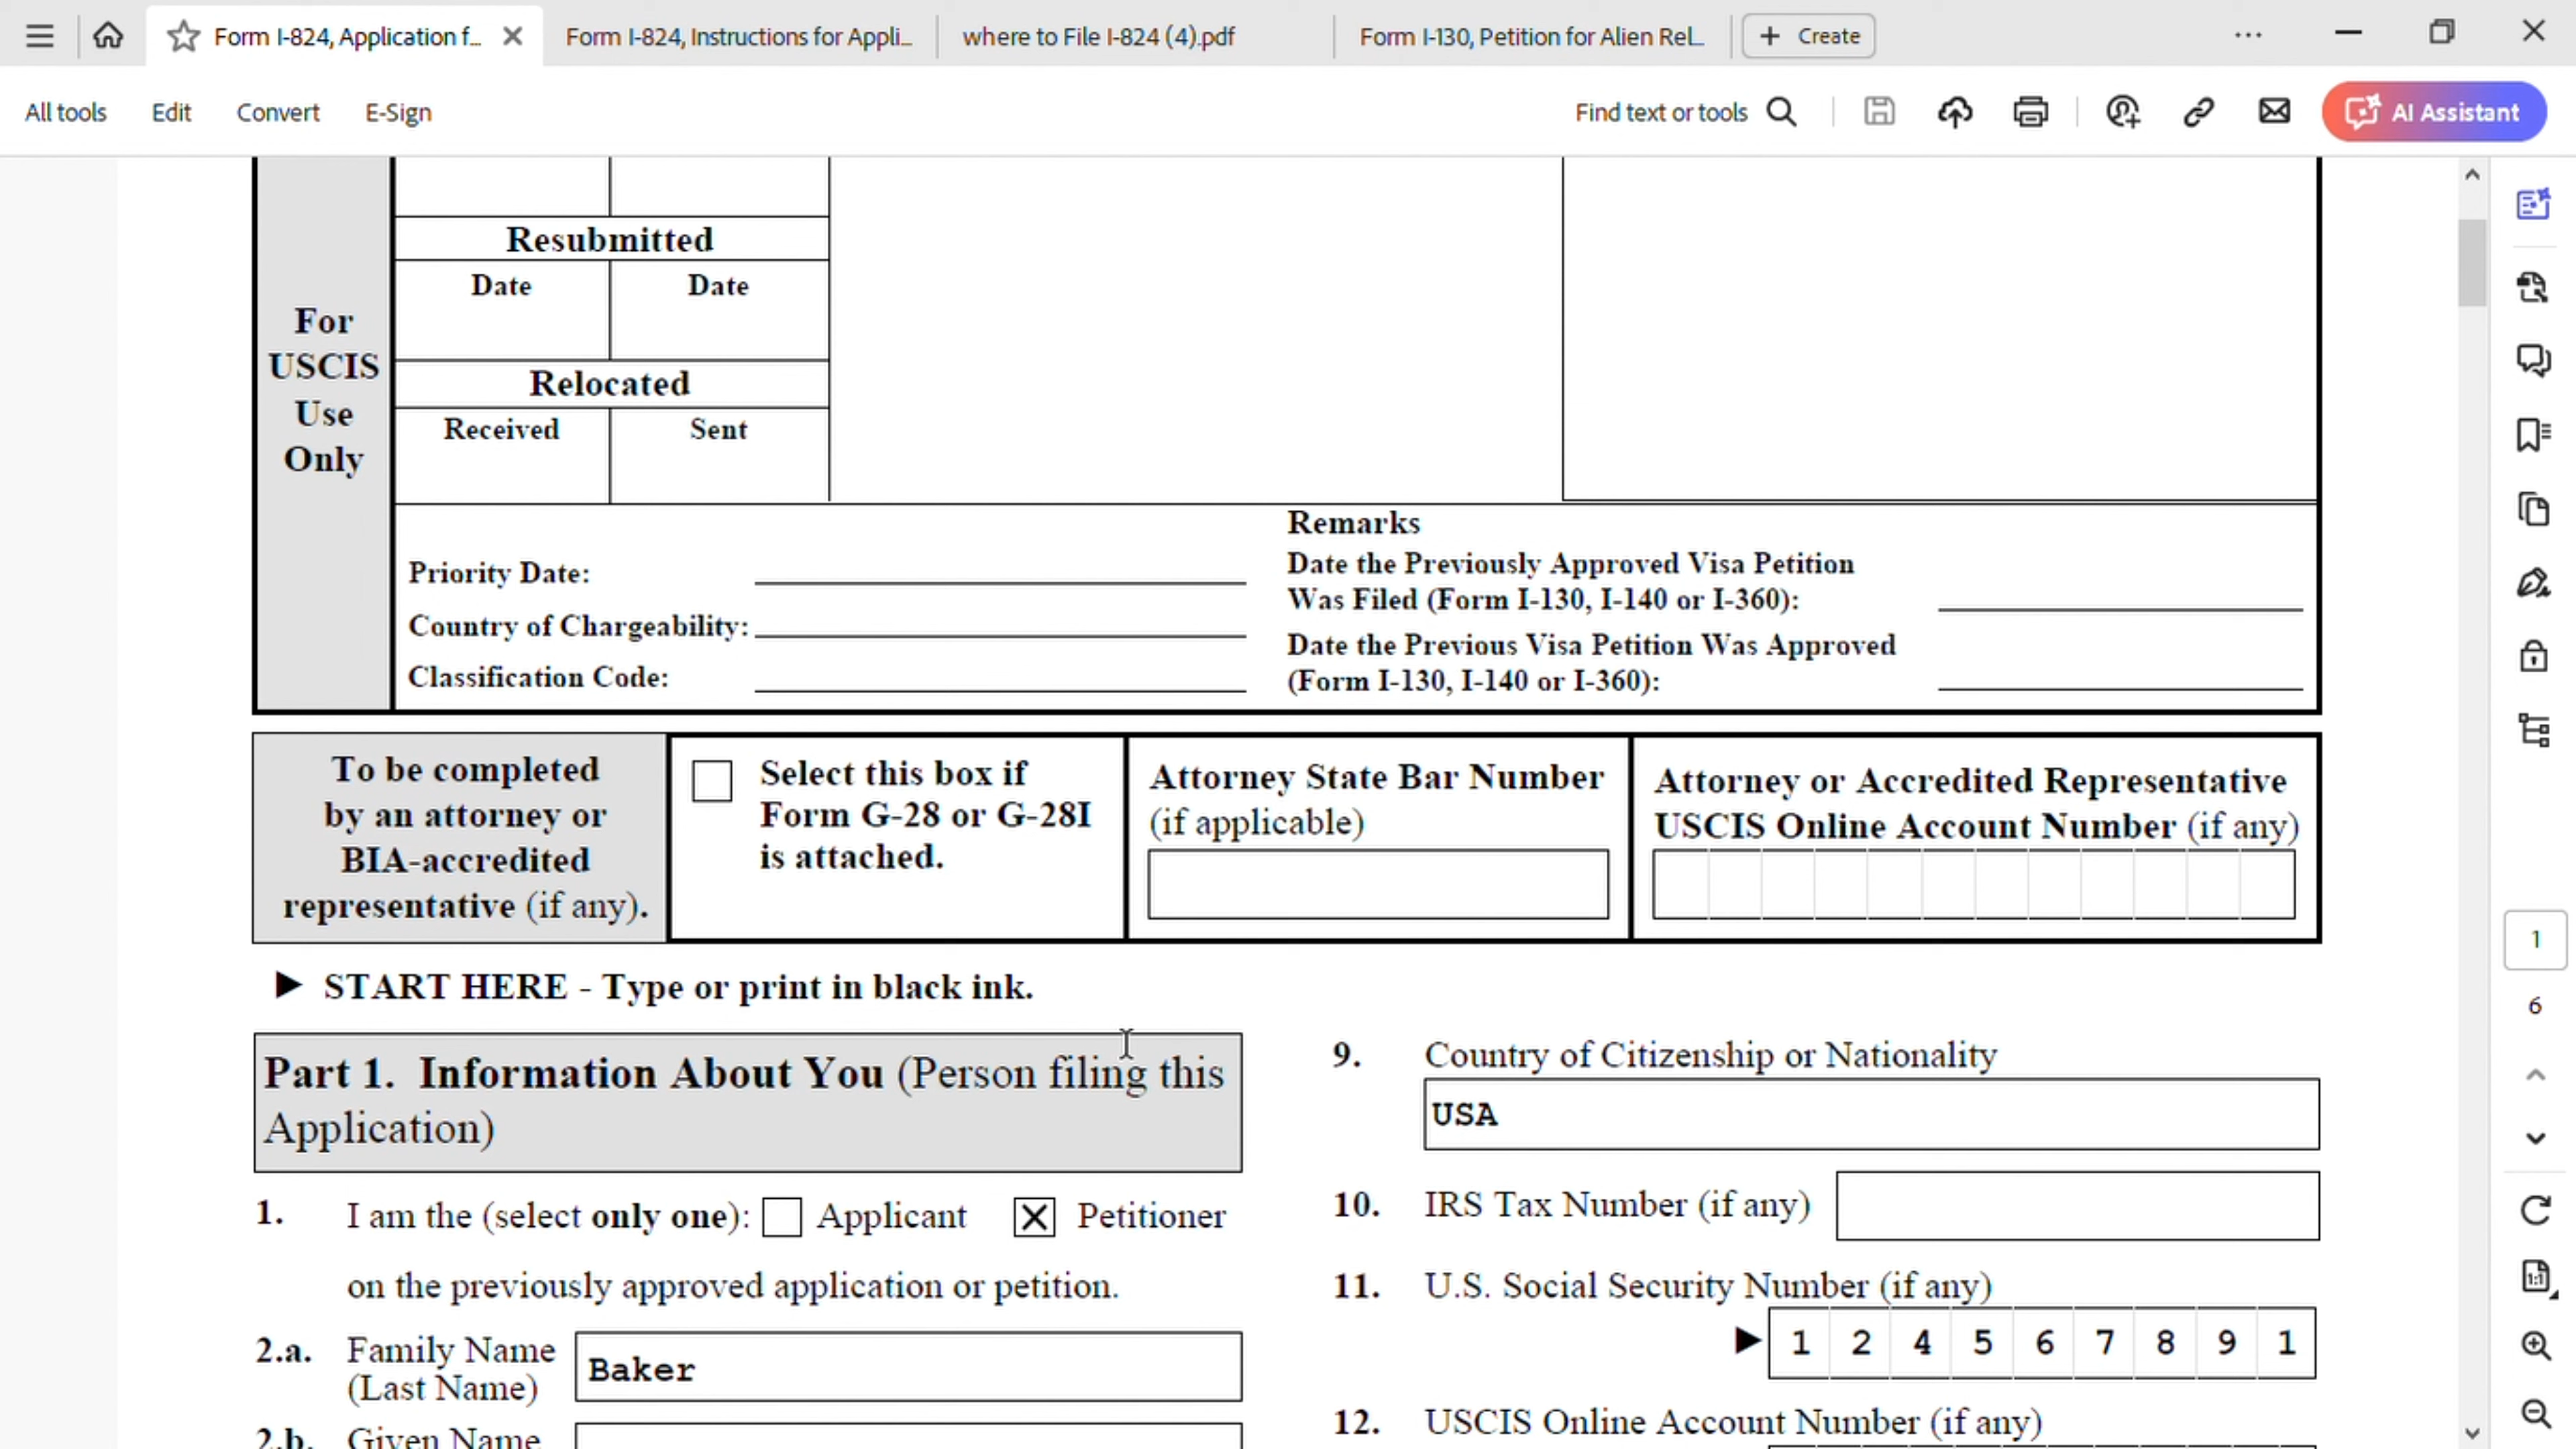 Form I-824, Application f...
Form I-824, Instructions for Appli...
where to File I-824 (4).pdf
Form I-130, Petition for Alien Rel...
+ Create
All tools
Edit
Convert
E-Sign
Find text or tools
AI Assistant
For
USCIS
Use
Only
Resubmitted
Date
Date
Relocated
Received
Sent
Priority Date:
Country of Chargeability:
Classification Code:
Remarks
Date the Previously Approved Visa Petition
Was Filed (Form I-130, I-140 or I-360):
Date the Previous Visa Petition Was Approved
(Form I-130, I-140 or I-360):
To be completed
by an attorney or
BIA-accredited
representative (if any).
Select this box if
Form G-28 or G-28I
is attached.
Attorney State Bar Number
(if applicable)
Attorney or Accredited Representative
USCIS Online Account Number (if any)
► START HERE - Type or print in black ink.
Part 1. Information About You (Person filing this
Application)
1. I am the (select only one): Applicant X Petitioner
on the previously approved application or petition.
2.a. Family Name
(Last Name)
Baker
2.b. Given Name
9. Country of Citizenship or Nationality
USA
10. IRS Tax Number (if any)
11. U.S. Social Security Number (if any)
► 1 2 4 5 6 7 8 9 1
12. USCIS Online Account Number (if any)
1
6
1:1